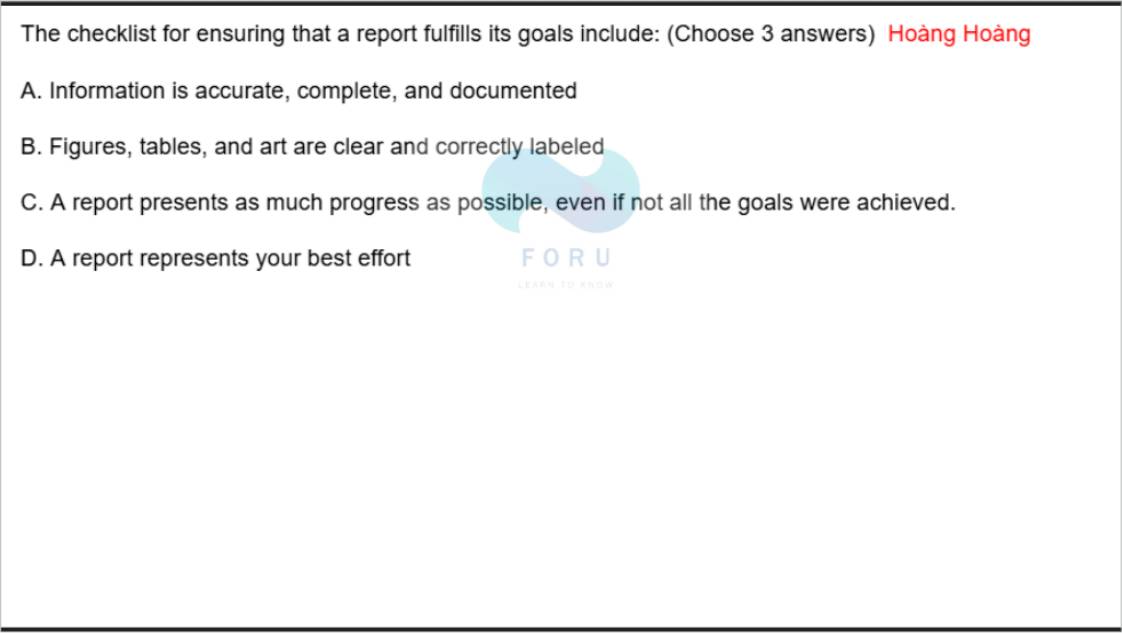 The checklist for ensuring that a report fulfills its goals include: (Choose 3 answers) Hoàng Hoàng
A. Information is accurate, complete, and documented
B. Figures, tables, and art are clear and correctly labeled
C. A report presents as much progress as possible, even if not all the goals were achieved.
D. A report represents your best effort
FORU
LEARN TO KNOW